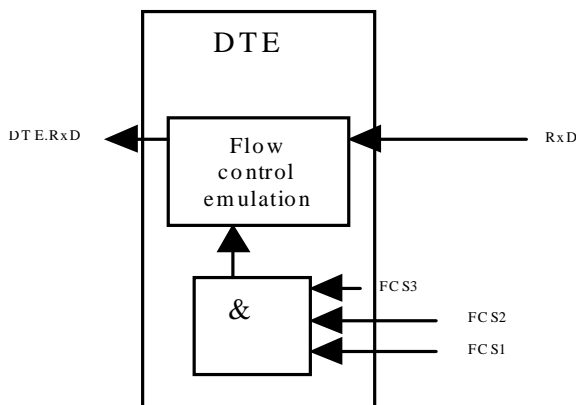 DTE
DTE.RxD
Flow
control
emulation
RxD
&
FCS3
FCS2
FCS1